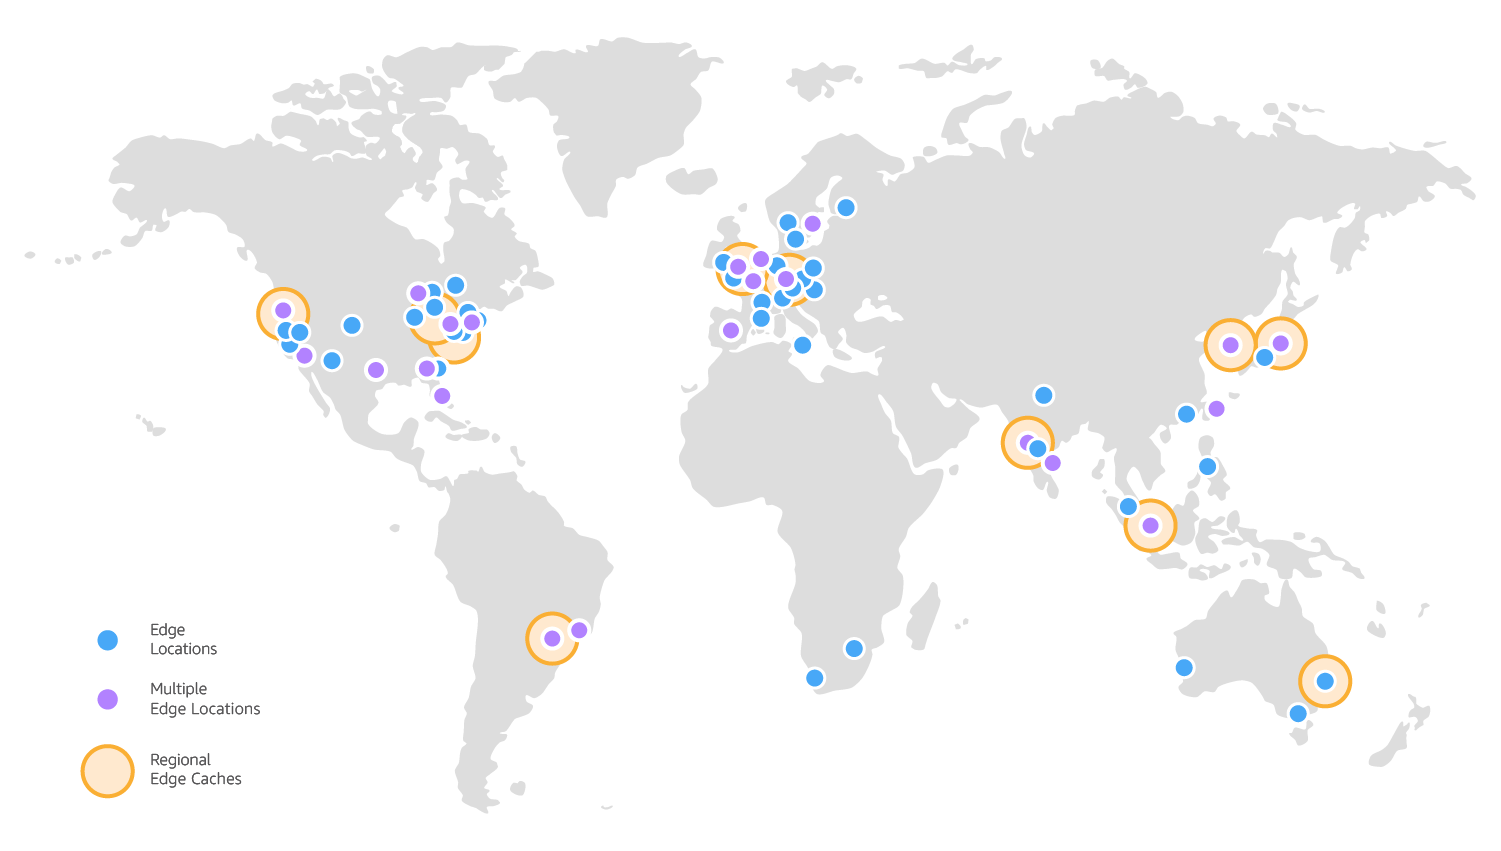 Edge
Locations
Multiple
Edge Locations
Regional
Edge Caches